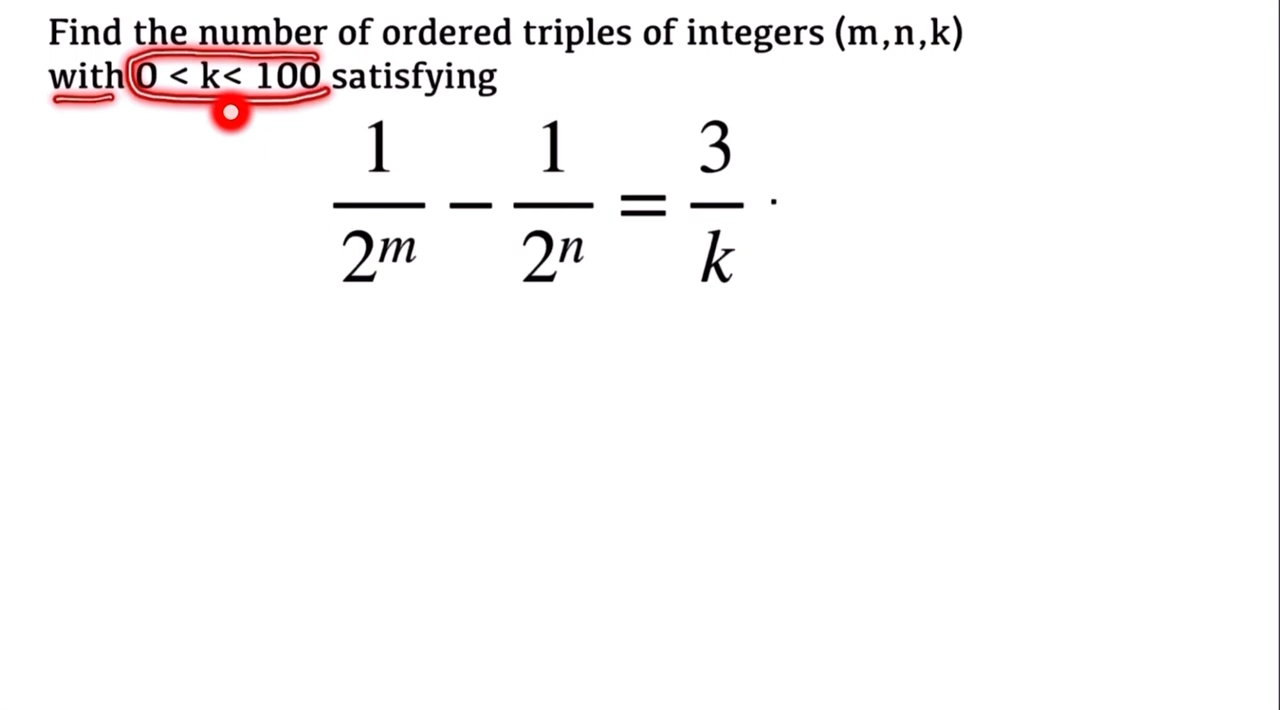 Find the number of ordered triples of integers (m,n,k)
with 0 < k< 100 satisfying
1/2^m − 1/2^n = 3/k .